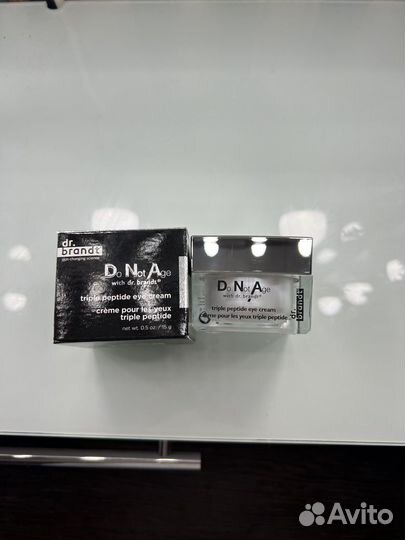 dr.
brandt
skin-changing science
Do Not Age
with dr. brandt®
triple peptide eye cream
crème pour les yeux
triple peptide
net wt. 0.5 oz. / 15 g
Do Not Age
with dr. brandt®
triple peptide eye cream
crème pour les yeux triple peptide
dr.
brandt
Avito